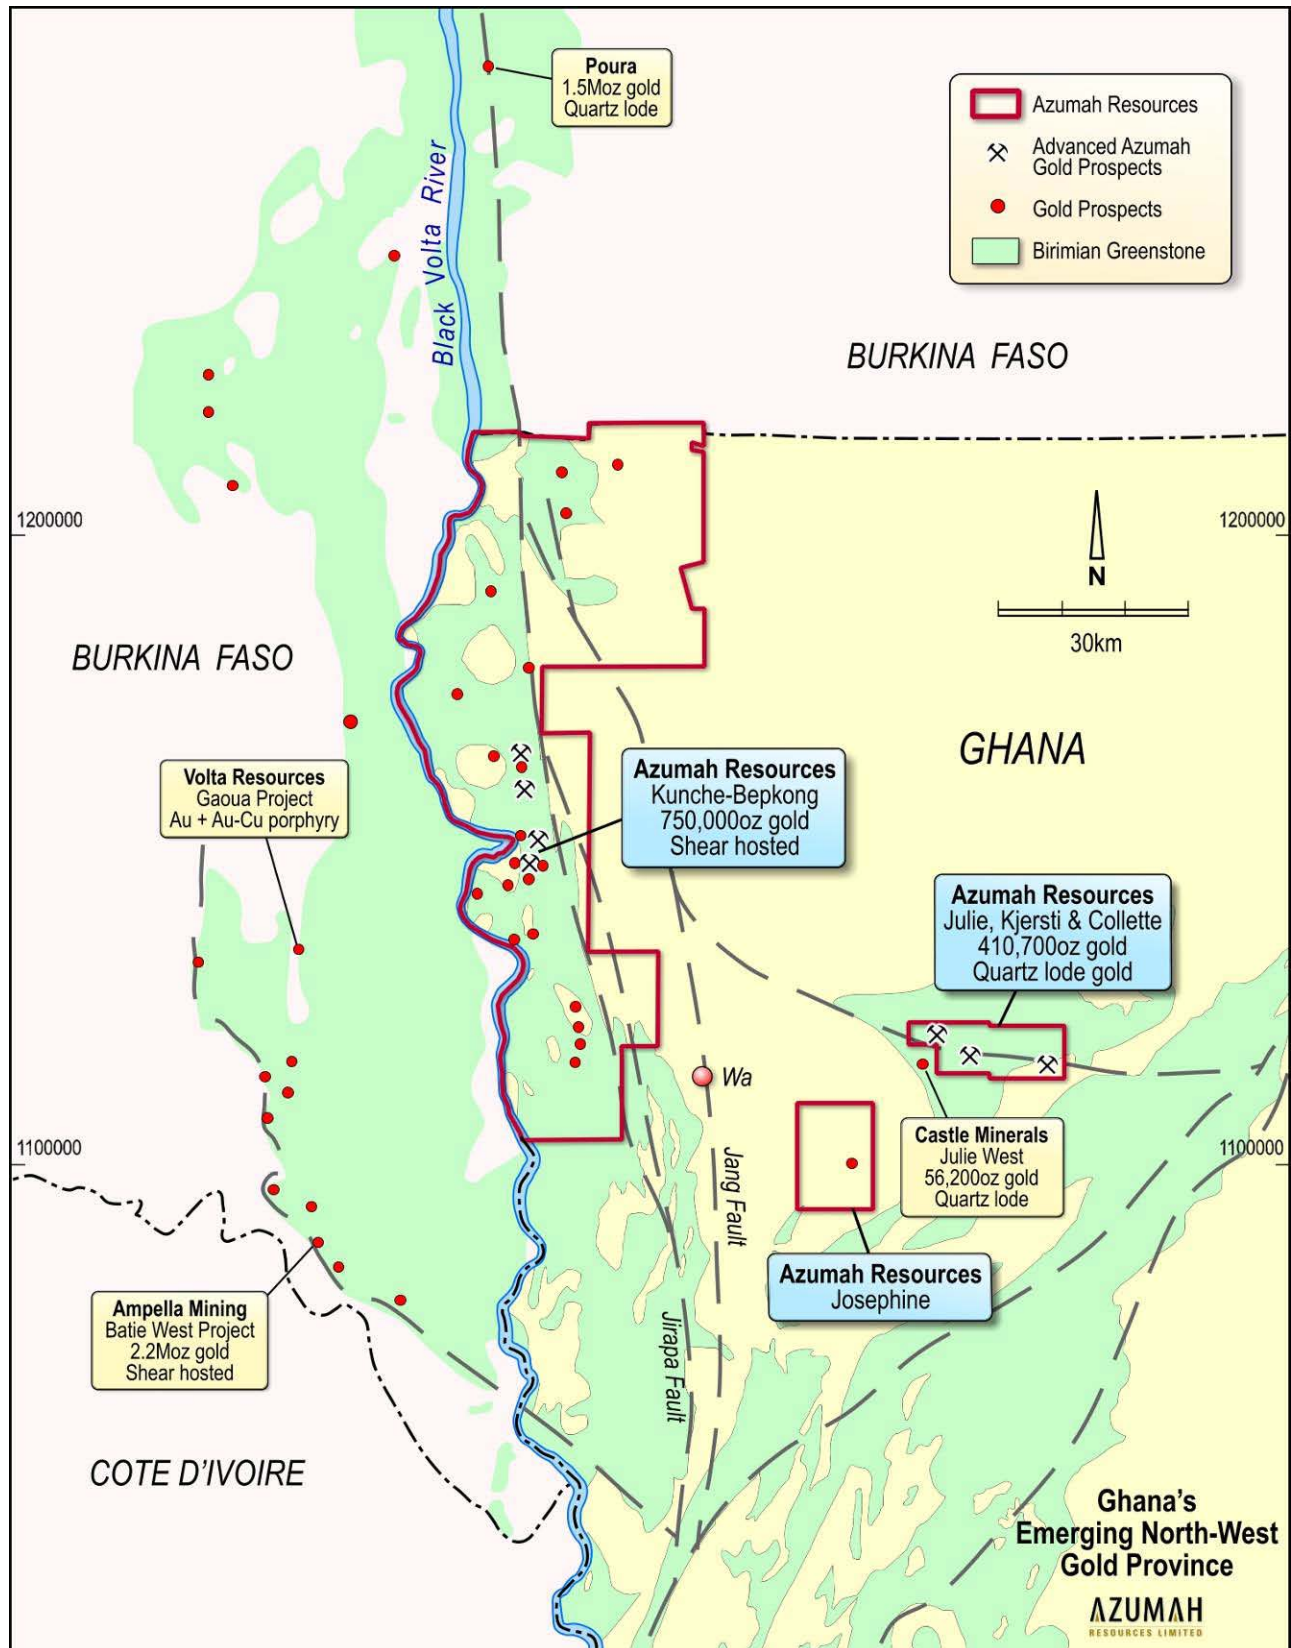 Poura
1.5Moz gold
Quartz lode
Azumah Resources
Advanced Azumah
Gold Prospects
Gold Prospects
Birimian Greenstone
Black Volta River
BURKINA FASO
1200000
1200000
N
30km
BURKINA FASO
GHANA
Volta Resources
Gaoua Project
Au + Au-Cu porphyry
Azumah Resources
Kunche-Bepkong
750,000oz gold
Shear hosted
Azumah Resources
Julie, Kjersti & Collette
410,700oz gold
Quartz lode gold
Wa
Castle Minerals
Julie West
56,200oz gold
Quartz lode
1100000
1100000
Jang Fault
Azumah Resources
Josephine
Ampella Mining
Batie West Project
2.2Moz gold
Shear hosted
Jirapa Fault
COTE D'IVOIRE
Ghana's
Emerging North-West
Gold Province
AZUMAH
RESOURCES LIMITED